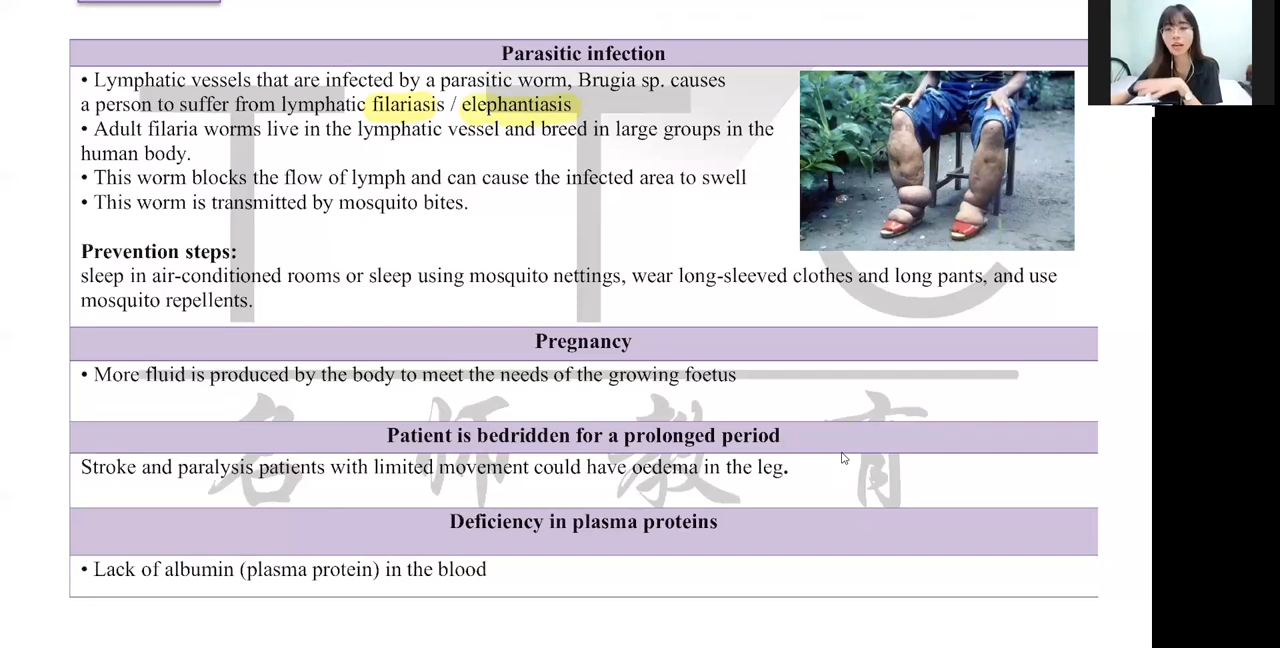 Parasitic infection
• Lymphatic vessels that are infected by a parasitic worm, Brugia sp. causes
a person to suffer from lymphatic filariasis / elephantiasis
• Adult filaria worms live in the lymphatic vessel and breed in large groups in the
human body.
• This worm blocks the flow of lymph and can cause the infected area to swell
• This worm is transmitted by mosquito bites.
Prevention steps:
sleep in air-conditioned rooms or sleep using mosquito nettings, wear long-sleeved clothes and long pants, and use
mosquito repellents.
Pregnancy
• More fluid is produced by the body to meet the needs of the growing foetus
Patient is bedridden for a prolonged period
Stroke and paralysis patients with limited movement could have oedema in the leg.
Deficiency in plasma proteins
• Lack of albumin (plasma protein) in the blood
TTC
名师教育